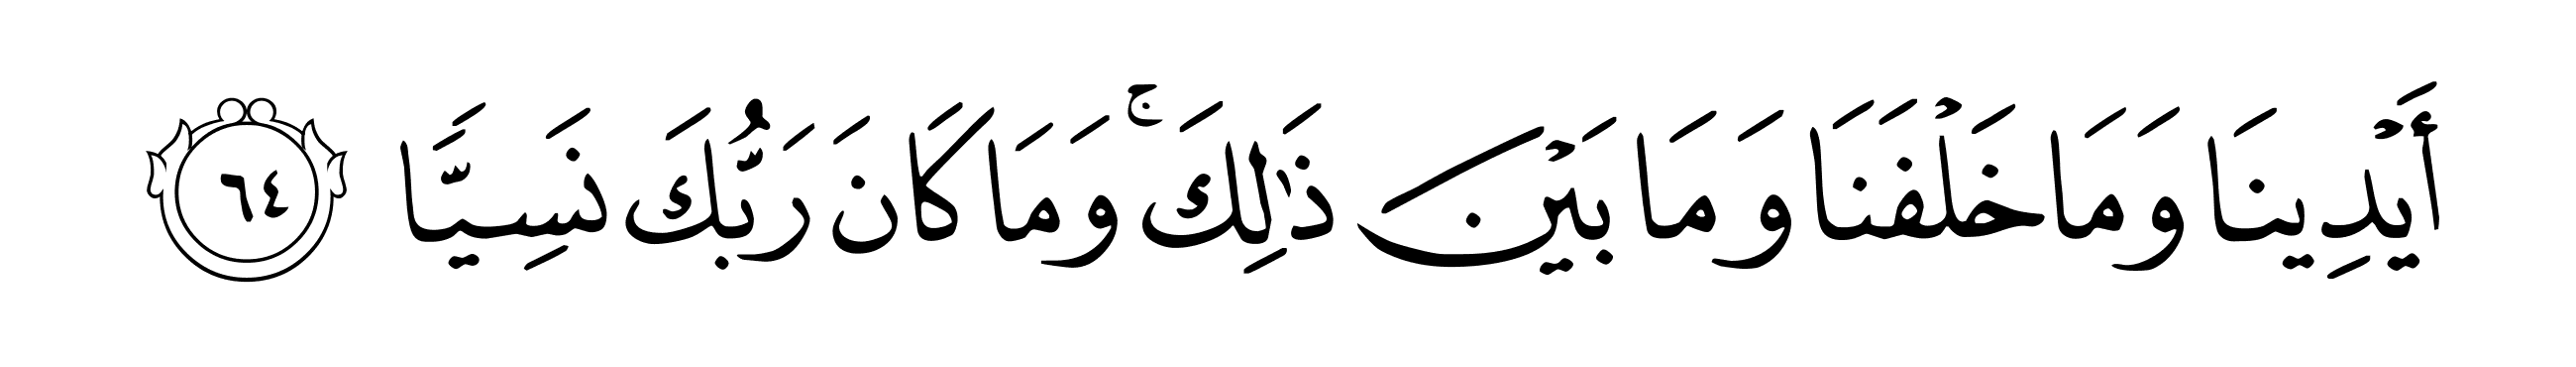 أَيْدِينَا وَمَا خَلْفَنَا وَمَا بَيْنَ ذَٰلِكَ ۚ وَمَا كَانَ رَبُّكَ نَسِيًّا ٦٤